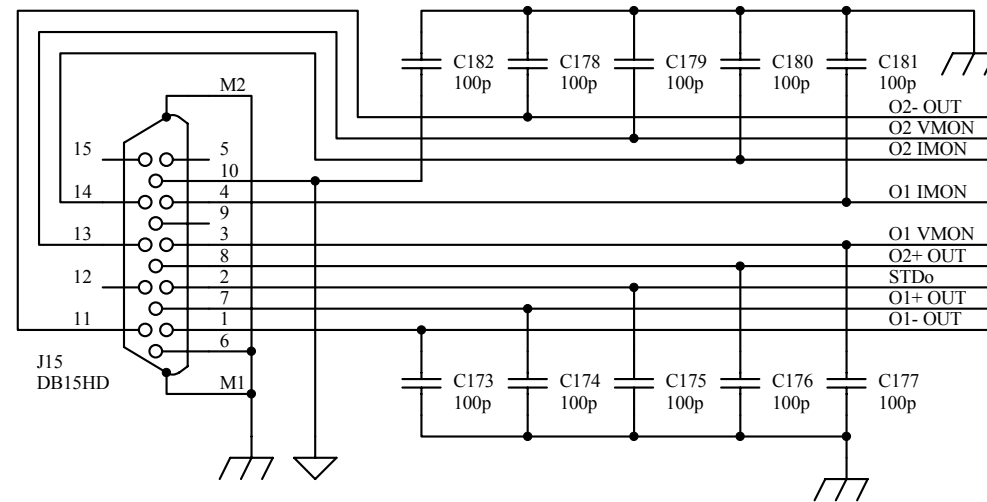 C182
100p
C178
100p
C179
100p
C180
100p
C181
100p
M2
O2- OUT
O2 VMON
O2 IMON
O1 IMON
O1 VMON
O2+ OUT
STDo
O1+ OUT
O1- OUT
15
5
10
14
4
9
13
3
8
12
2
7
11
1
6
J15
DB15HD
M1
C173
100p
C174
100p
C175
100p
C176
100p
C177
100p